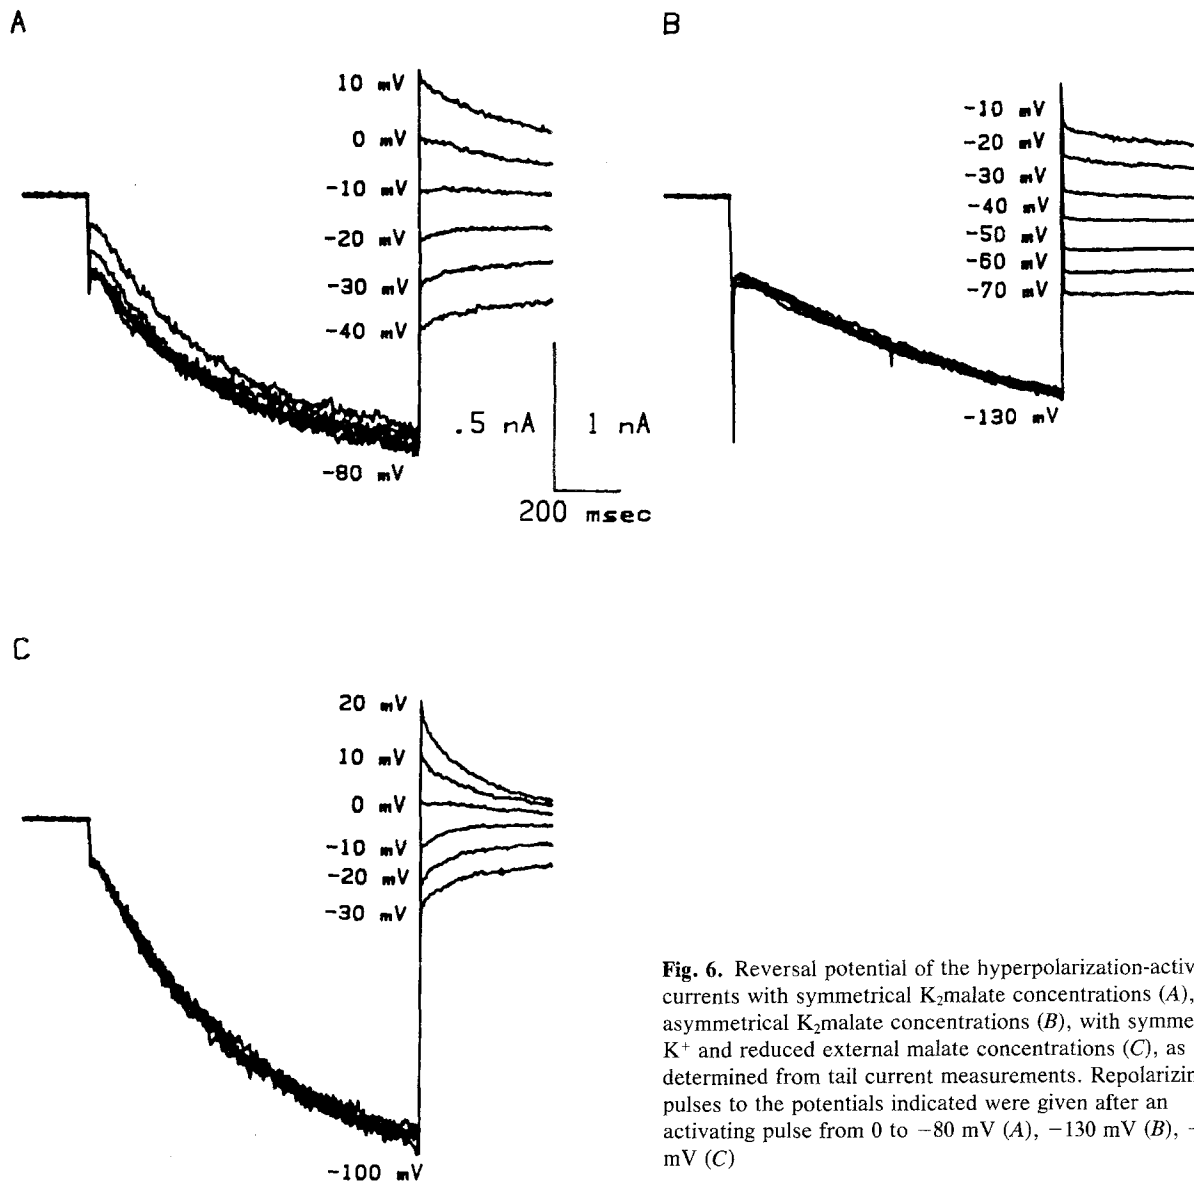 A
10 mV
0 mV
-10 mV
-20 mV
-30 mV
-40 mV
-80 mV
.5 nA
1 nA
200 msec
B
-10 mV
-20 mV
-30 mV
-40 mV
-50 mV
-60 mV
-70 mV
-130 mV
C
20 mV
10 mV
0 mV
-10 mV
-20 mV
-30 mV
-100 mV
Fig. 6. Reversal potential of the hyperpolarization-activ
currents with symmetrical K₂malate concentrations (A),
asymmetrical K₂malate concentrations (B), with symme
K⁺ and reduced external malate concentrations (C), as
determined from tail current measurements. Repolarizin
pulses to the potentials indicated were given after an
activating pulse from 0 to −80 mV (A), −130 mV (B), −
mV (C)